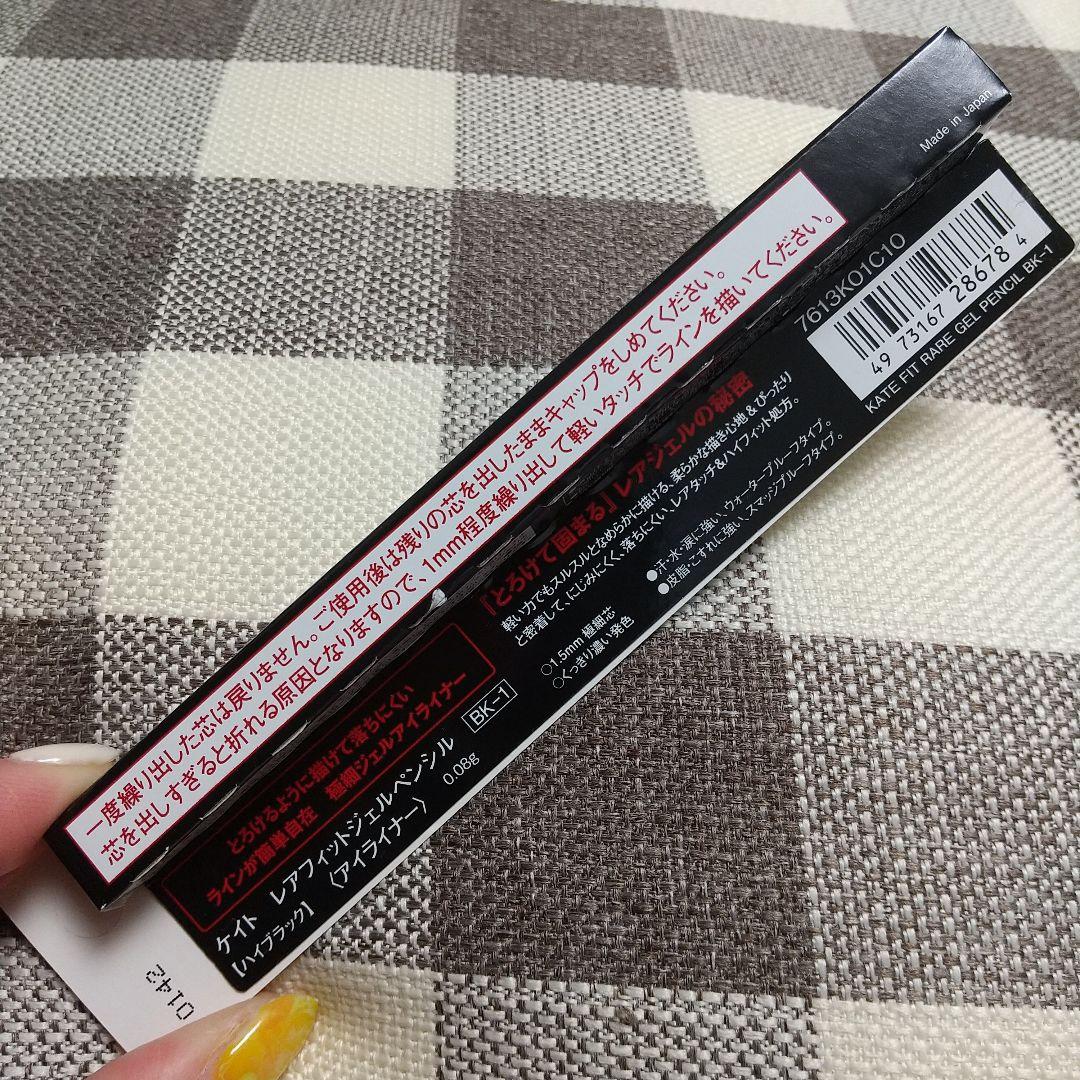 Made in Japan
一度繰り出した芯は戻りません。ご使用後は残りの芯を出したままキャップをしめてください。
芯を出しすぎると折れる原因となりますので、1mm程度繰り出して軽いタッチでラインを描いてください。
とろけるように描けて落ちにくい
ラインが簡単自在 極細ジェルアイライナー
ケイト レアフィットジェルペンシル BK-1
【ハイブラック】 〈アイライナー〉 0.08g
「とろけて固まる」レアジェルの秘密
軽い力でもスルスルとなめらかに描ける、柔らかな描き心地&ぴったり
と密着して、にじみにくく、落ちにくい、レアタッチ&ハイフィット処方。
○1.5mm 極細芯
○くっきり濃い発色
●汗・水・涙に強い、ウォータープルーフタイプ。
●皮脂・こすれに強い、スマッジプルーフタイプ。
7613KO1C10
4 973167 286784
KATE FIT RARE GEL PENCIL BK-1
0142